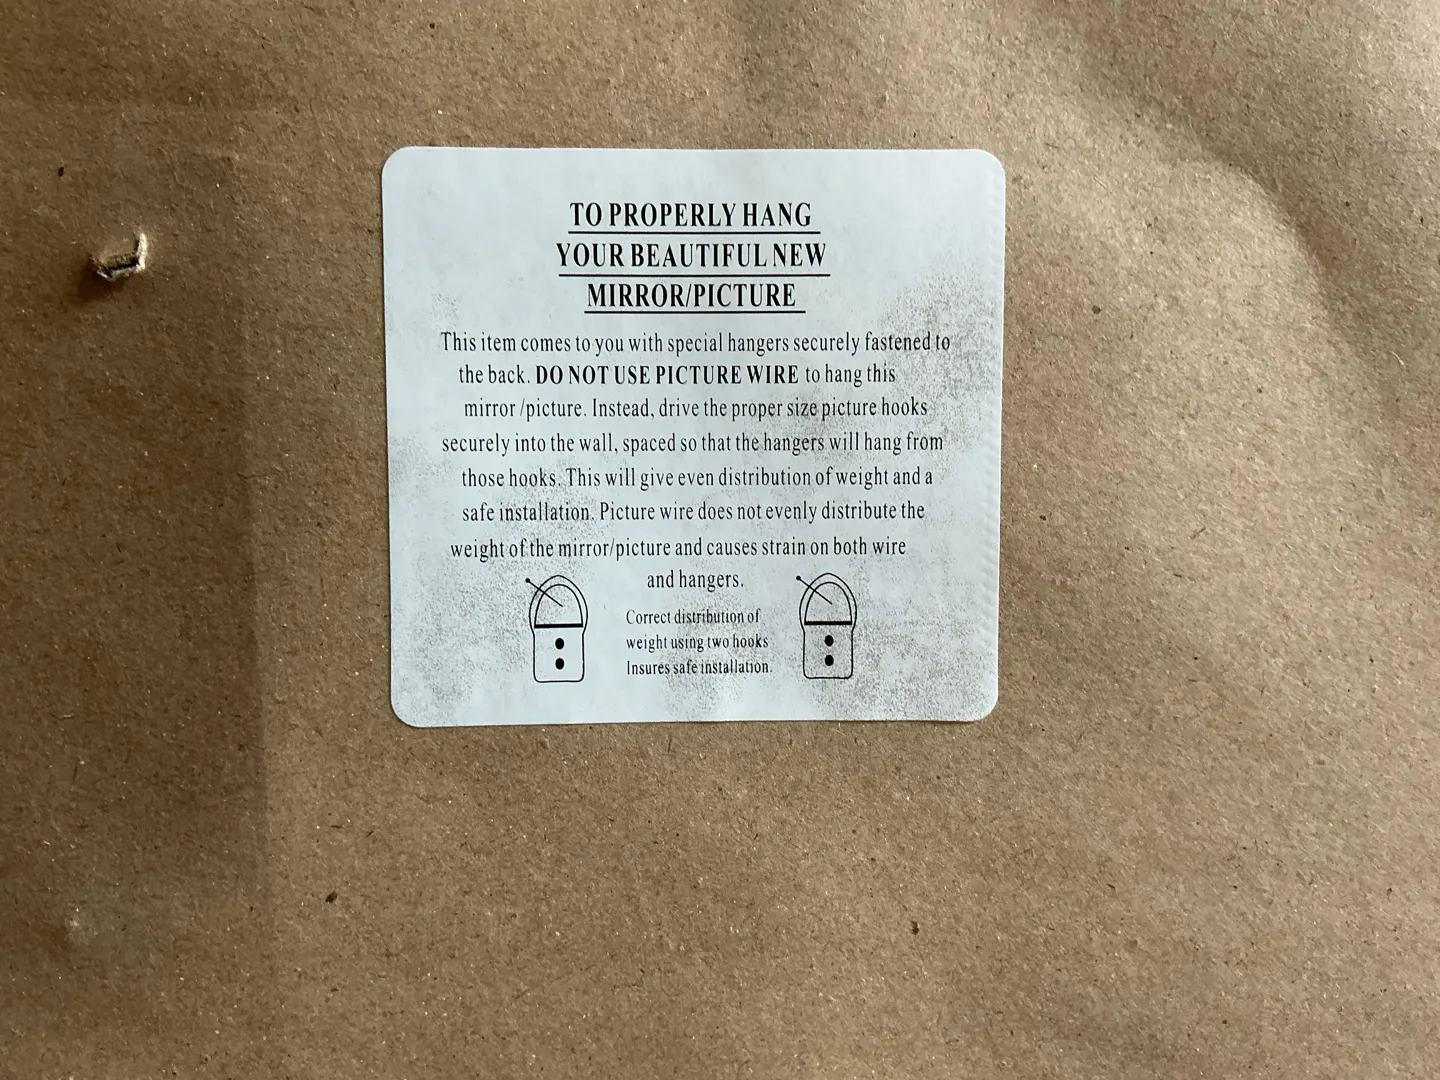 TO PROPERLY HANG
YOUR BEAUTIFUL NEW
MIRROR/PICTURE
This item comes to you with special hangers securely fastened to
the back. DO NOT USE PICTURE WIRE to hang this
mirror /picture. Instead, drive the proper size picture hooks
securely into the wall, spaced so that the hangers will hang from
those hooks. This will give even distribution of weight and a
safe installation. Picture wire does not evenly distribute the
weight of the mirror/picture and causes strain on both wire
and hangers.
Correct distribution of
weight using two hooks
Insures safe installation.